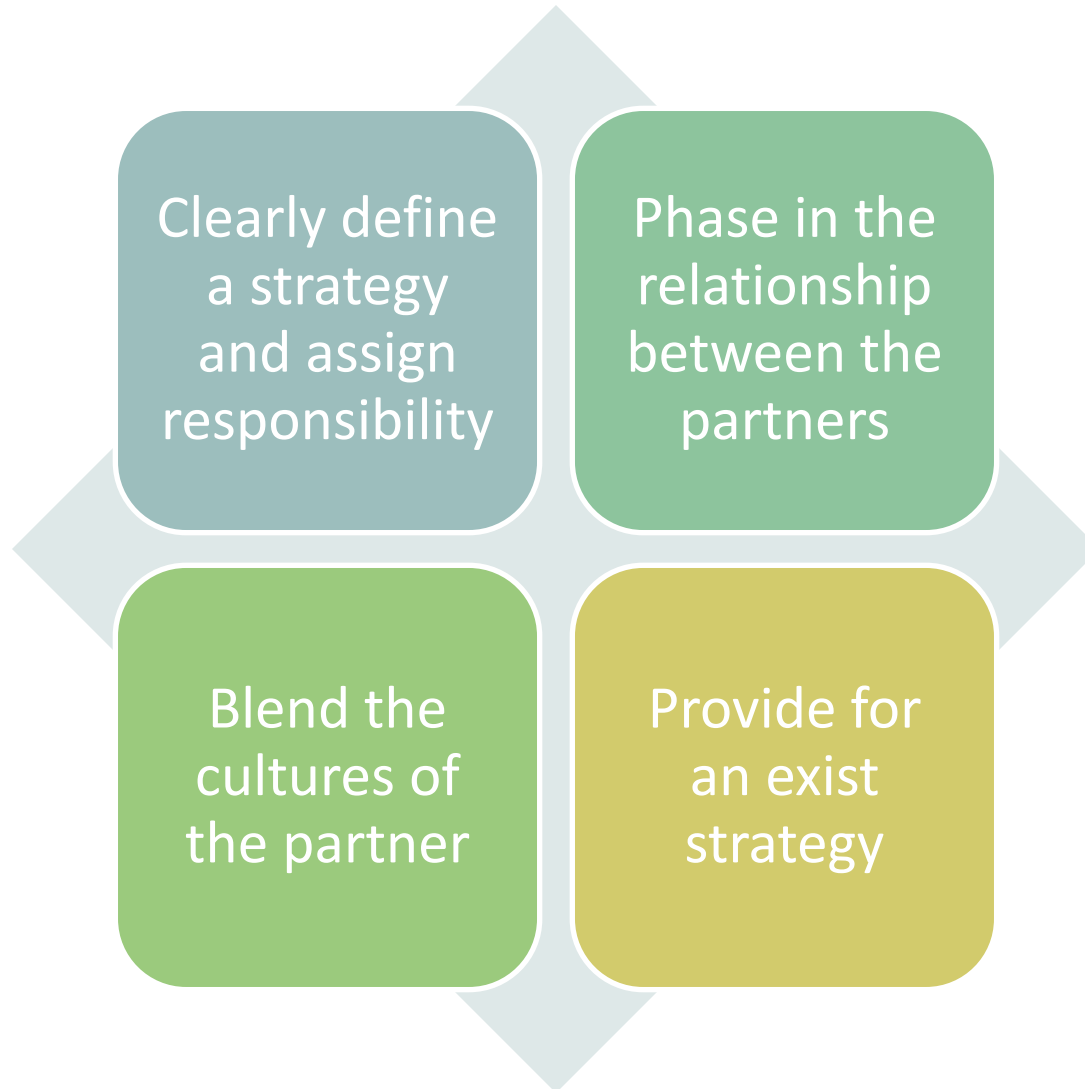 Clearly define
a strategy
and assign
responsibility
Phase in the
relationship
between the
partners
Blend the
cultures of
the partner
Provide for
an exist
strategy